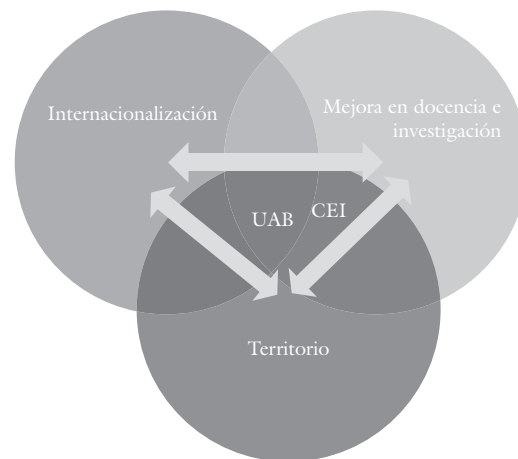 Internacionalización
Mejora en docencia e
investigación
UAB CEI
Territorio